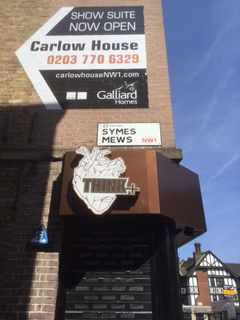 SHOW SUITE
NOW OPEN
Carlow House
0203 770 6329
carlowhouseNW1.com
Galliard
Homes
SYMES
MEWS NW1
THINK+